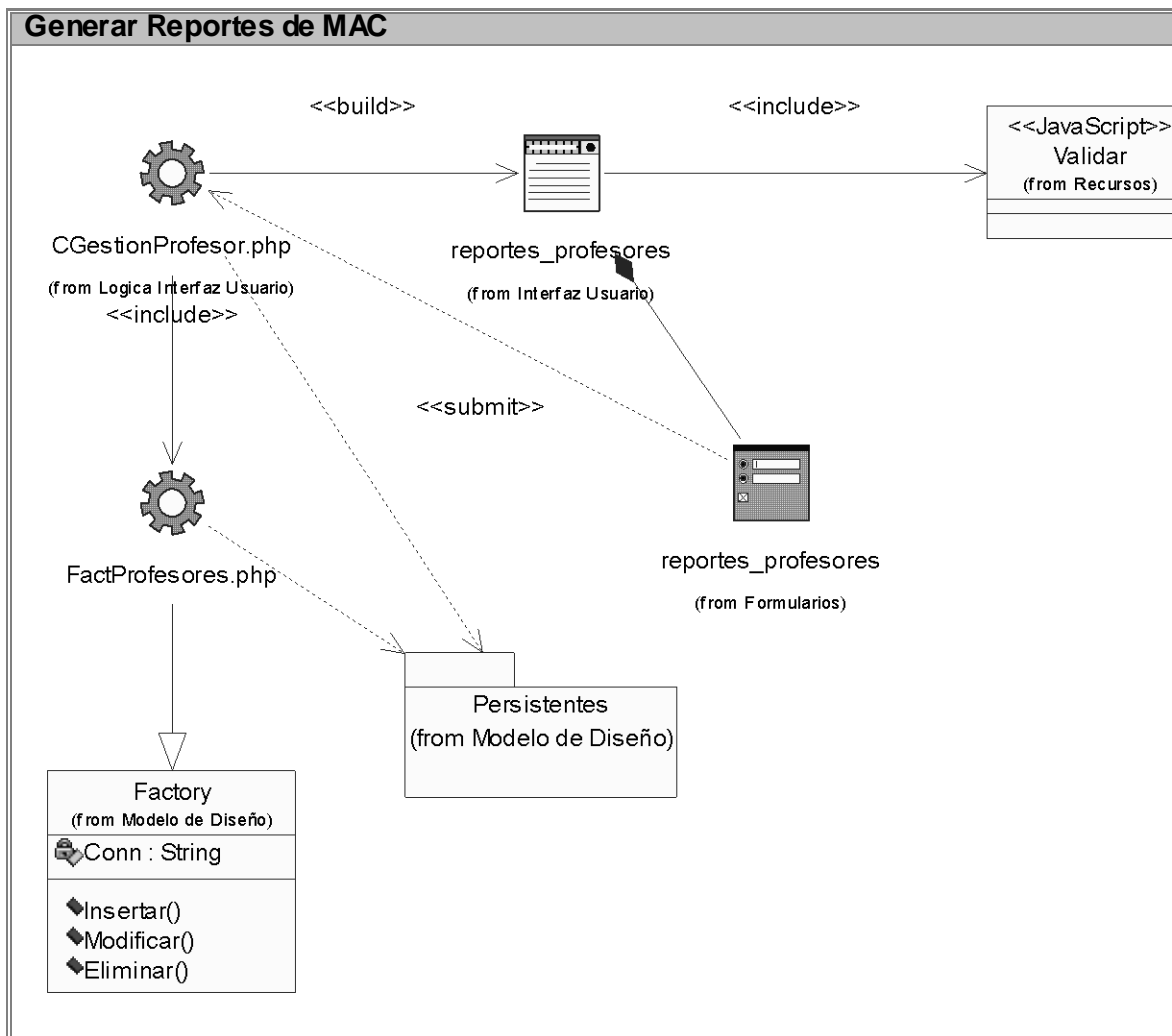 Generar Reportes de MAC
<<build>>
<<include>>
<<JavaScript>>
Validar
(from Recursos)
CGestionProfesor.php
(from Logica Interfaz Usuario)
<<include>>
reportes_profesores
(from Interfaz Usuario)
<<submit>>
reportes_profesores
(from Formularios)
FactProfesores.php
Persistentes
(from Modelo de Diseño)
Factory
(from Modelo de Diseño)
Conn : String
Insertar()
Modificar()
Eliminar()